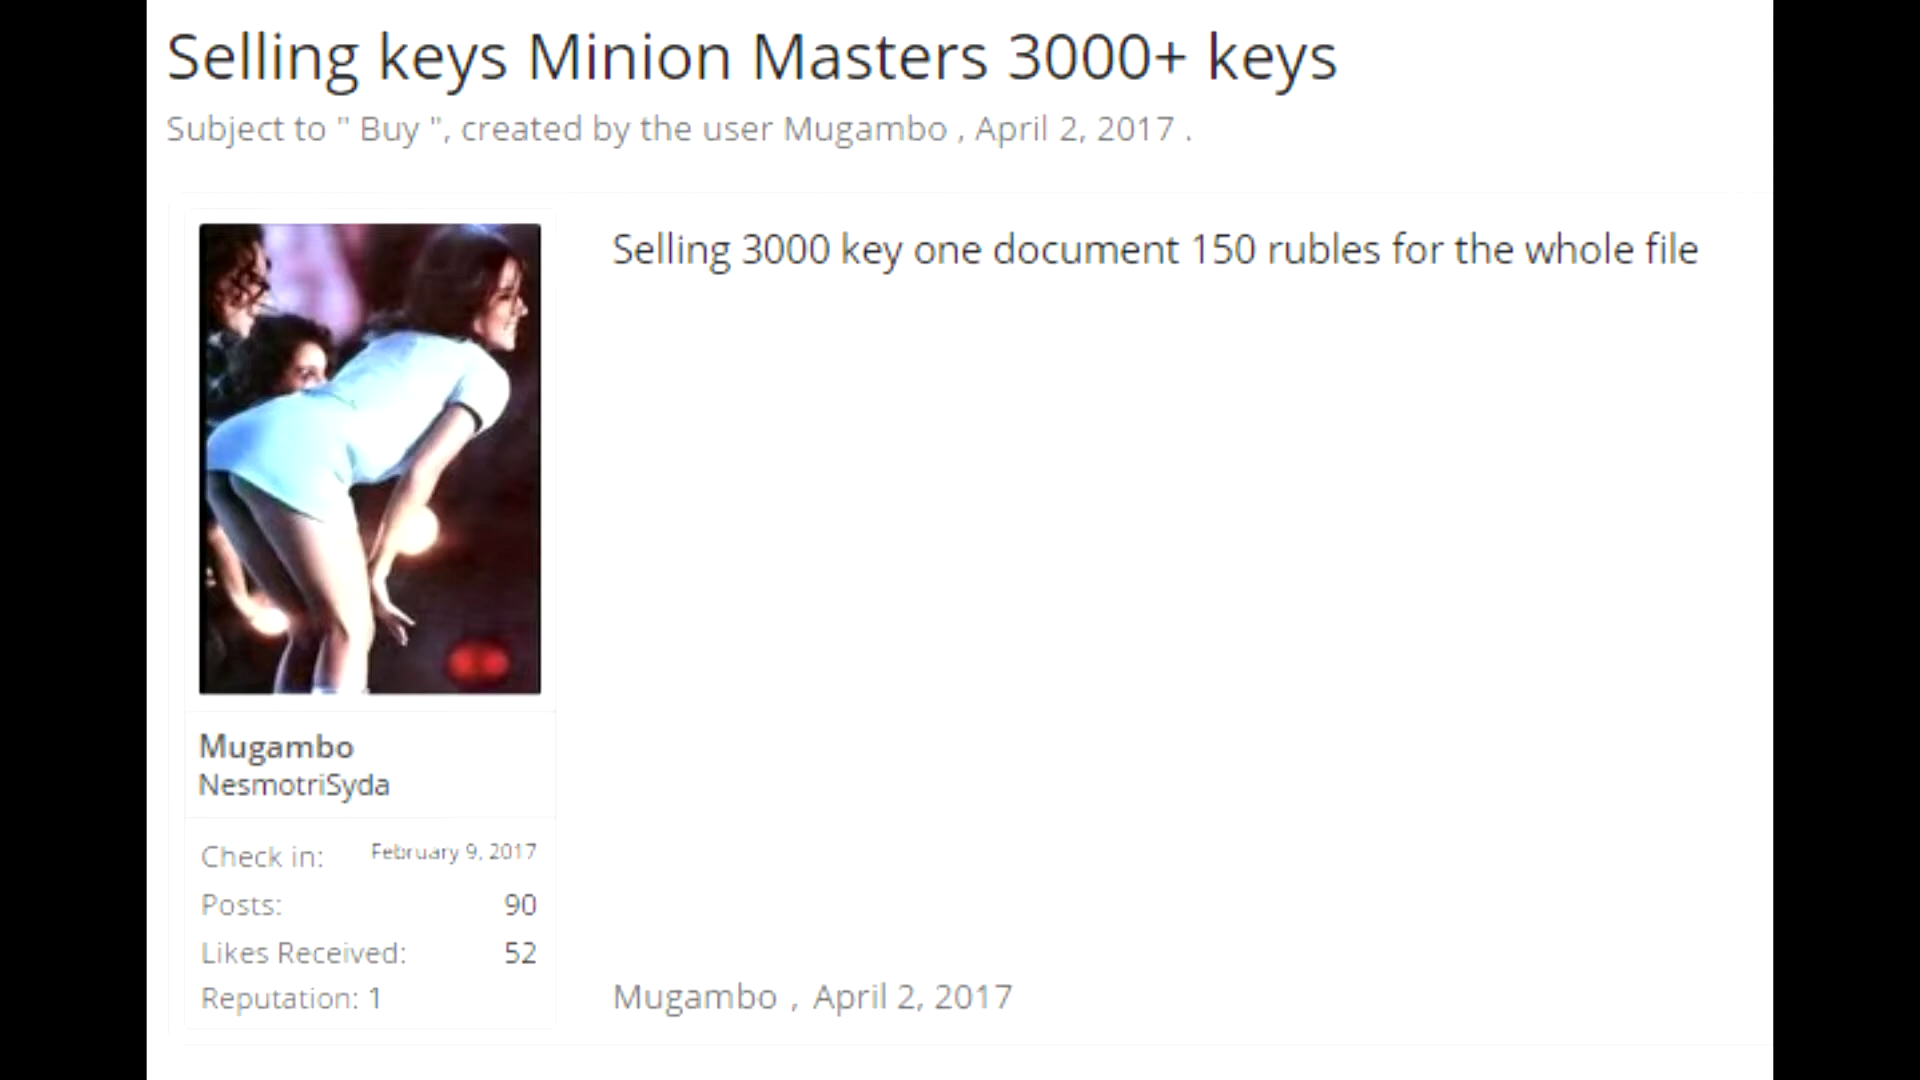 Selling keys Minion Masters 3000+ keys
Subject to " Buy ", created by the user Mugambo , April 2, 2017 .
Selling 3000 key one document 150 rubles for the whole file
Mugambo
NesmotriSyda
Check in: February 9, 2017
Posts: 90
Likes Received: 52
Reputation: 1
Mugambo , April 2, 2017